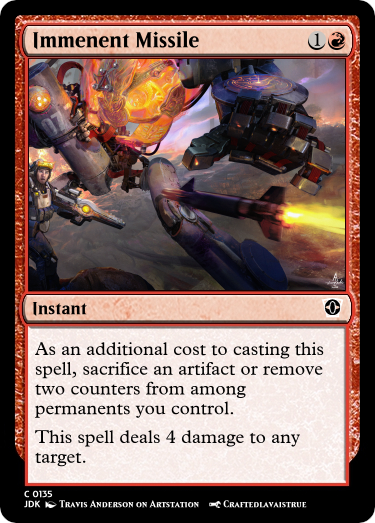 Immenent Missile 1
Instant
As an additional cost to casting this
spell, sacrifice an artifact or remove
two counters from among
permanents you control.
This spell deals 4 damage to any
target.
C 0135
JDK Travis Anderson on Artstation Craftedlavaistrue